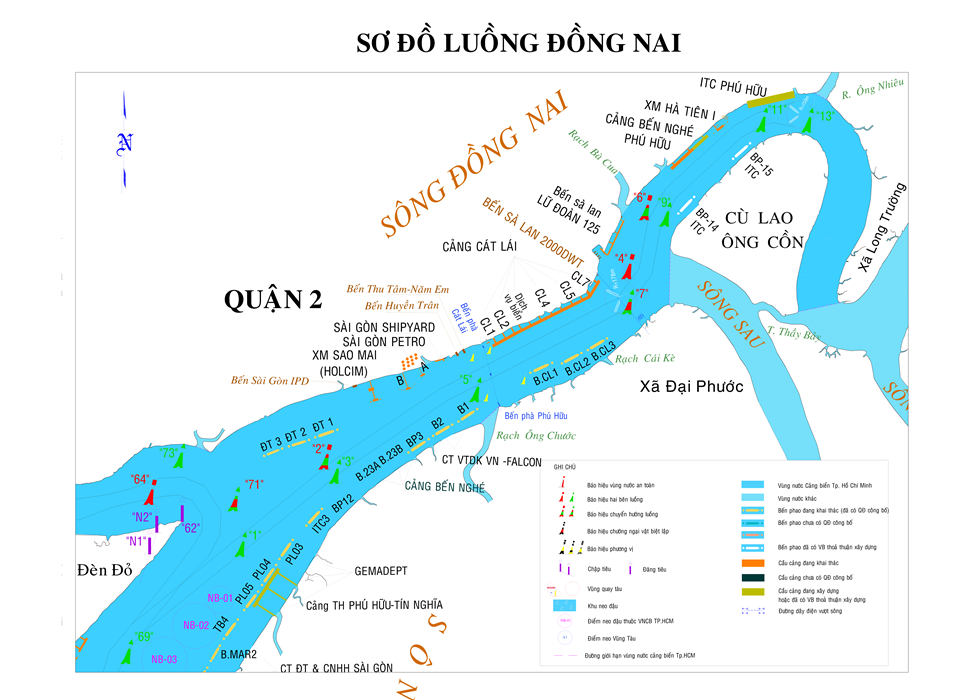 SƠ ĐỒ LUỒNG ĐỒNG NAI
N
ITC PHÚ HỮU
R. Ông Nhiêu
XM HÀ TIÊN I
CẢNG BẾN NGHÉ
PHÚ HỮU
"11"
"13"
SÔNG ĐỒNG NAI
Rạch Bà Cua
BP-15
ITC
Bến sà lan
LỮ ĐOÀN 125
"6"
"9"
BP-14
ITC
CÙ LAO
ÔNG CỒN
Xã Long Trường
BẾN SÀ LAN 2000DWT
CẢNG CÁT LÁI
"4"
"7"
QUẬN 2
Bến Thu Tâm-Năm Em
Bến Huyền Trân
Bến phà
Cát Lái
CL1
CL2
Dịch
vụ biển
CL4
CL5
CL7
SÔNG SAU
T. Thầy Bảy
SÀI GÒN SHIPYARD
SÀI GÒN PETRO
XM SAO MAI
(HOLCIM)
Bến Sài Gòn IPD
B
A
"5"
B.CL1
B.CL2
B.CL3
Rạch Cái Kè
Xã Đại Phước
SÔN
B1
B2
BP3
B.23B
B.23A
Bến phà Phú Hữu
Rạch Ông Chước
ĐT 3
ĐT 2
ĐT 1
"2"
"3"
CT VTDK VN -FALCON
CẢNG BẾN NGHÉ
"73"
"64"
"71"
"N2"
"62"
"N1"
"1"
BP12
ITC3
PL03
PL04
PL05
Đèn Đỏ
GEMADEPT
Cảng TH PHÚ HỮU-TÍN NGHĨA
NB-01
NB-02
NB-03
TB4
B.MAR2
"69"
CT ĐT & CNHH SÀI GÒN
S
Ô
N
GHI CHÚ
Báo hiệu vùng nước an toàn
Báo hiệu hai bên luồng
Báo hiệu chuyển hướng luồng
Báo hiệu chướng ngại vật biệt lập
Báo hiệu phương vị
Chập tiêu
Đăng tiêu
Vùng quay tàu
Khu neo đậu
Điểm neo đậu thuộc VNCB TP.HCM
Điểm neo Vũng Tàu
Đường giới hạn vùng nước cảng biển Tp.HCM
Vùng nước Cảng biển Tp. Hồ Chí Minh
Vùng nước khác
Bến phao đang khai thác (đã có QĐ công bố)
Bến phao chưa có QĐ công bố
Bến phao đã có VB thoả thuận xây dựng
Cầu cảng đang khai thác
Cầu cảng chưa có QĐ công bố
Cầu cảng đang xây dựng
hoặc đã có VB thoả thuận xây dựng
Đường dây điện vượt sông